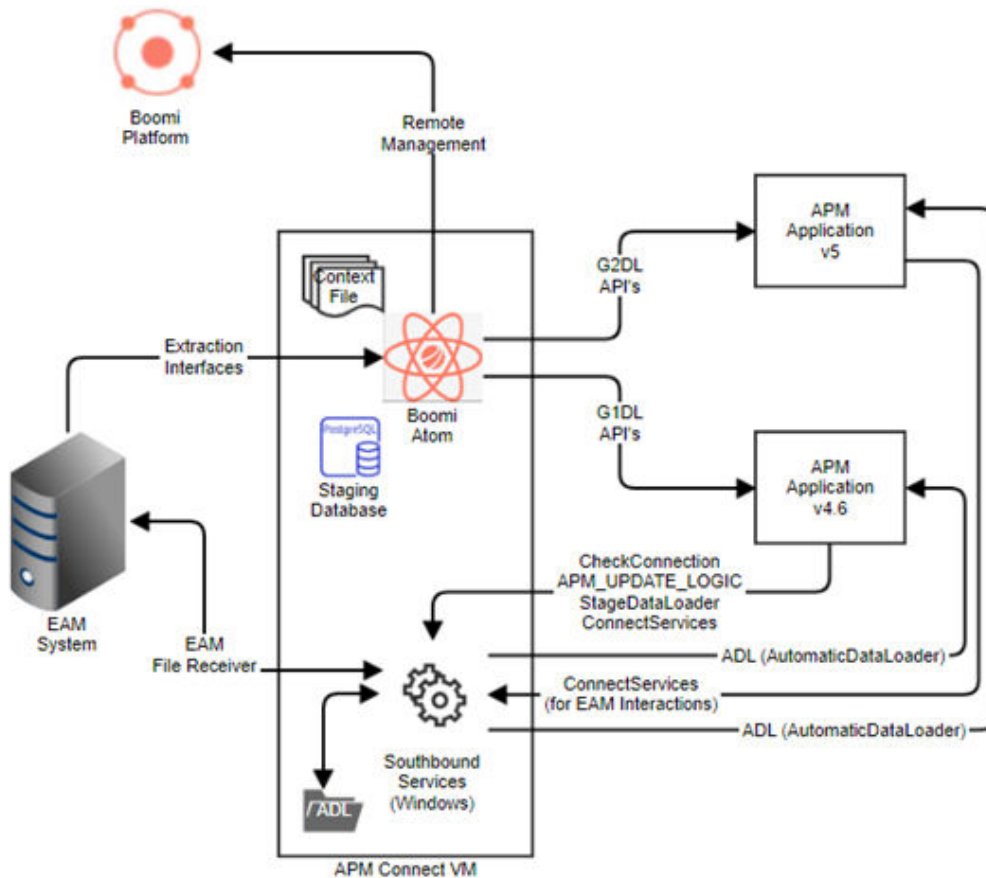 Boomi
Platform
Remote
Management
APM
Application
v5
Context
File
G2DL
API's
Extraction
Interfaces
Boomi
Atom
G1DL
API's
PostgreSQL
Staging
Database
APM
Application
v4.6
CheckConnection
APM_UPDATE_LOGIC
StageDataLoader
ConnectServices
EAM
System
EAM
File Receiver
ADL (AutomaticDataLoader)
ConnectServices
(for EAM Interactions)
ADL (AutomaticDataLoader)
Southbound
Services
(Windows)
/ADL
APM Connect VM